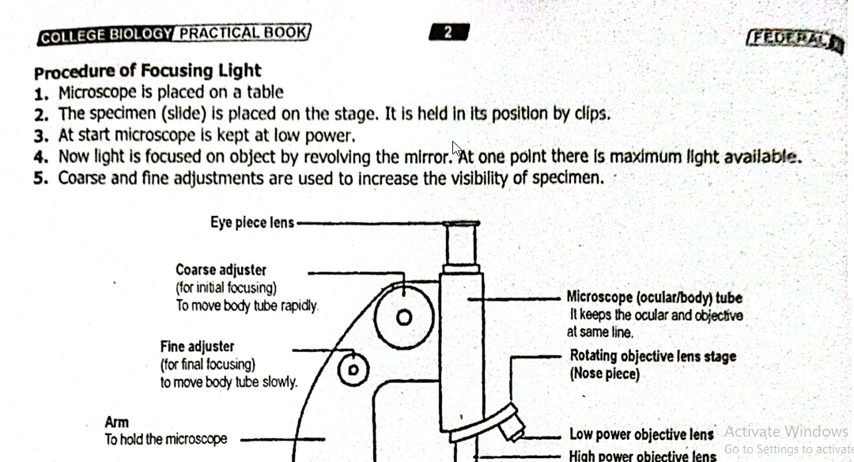 COLLEGE BIOLOGY PRACTICAL BOOK
2
FEDERAL
Procedure of Focusing Light
1. Microscope is placed on a table
2. The specimen (slide) is placed on the stage. It is held in its position by clips.
3. At start microscope is kept at low power.
4. Now light is focused on object by revolving the mirror. At one point there is maximum light available.
5. Coarse and fine adjustments are used to increase the visibility of specimen.
Eye piece lens
Coarse adjuster
(for initial focusing)
To move body tube rapidly.
Microscope (ocular/body) tube
It keeps the ocular and objective
at same line.
Fine adjuster
(for final focusing)
to move body tube slowly.
Rotating objective lens stage
(Nose piece)
Arm
To hold the microscope
Low power objective lens
High power objective lens
Activate Windows
Go to Settings to activate